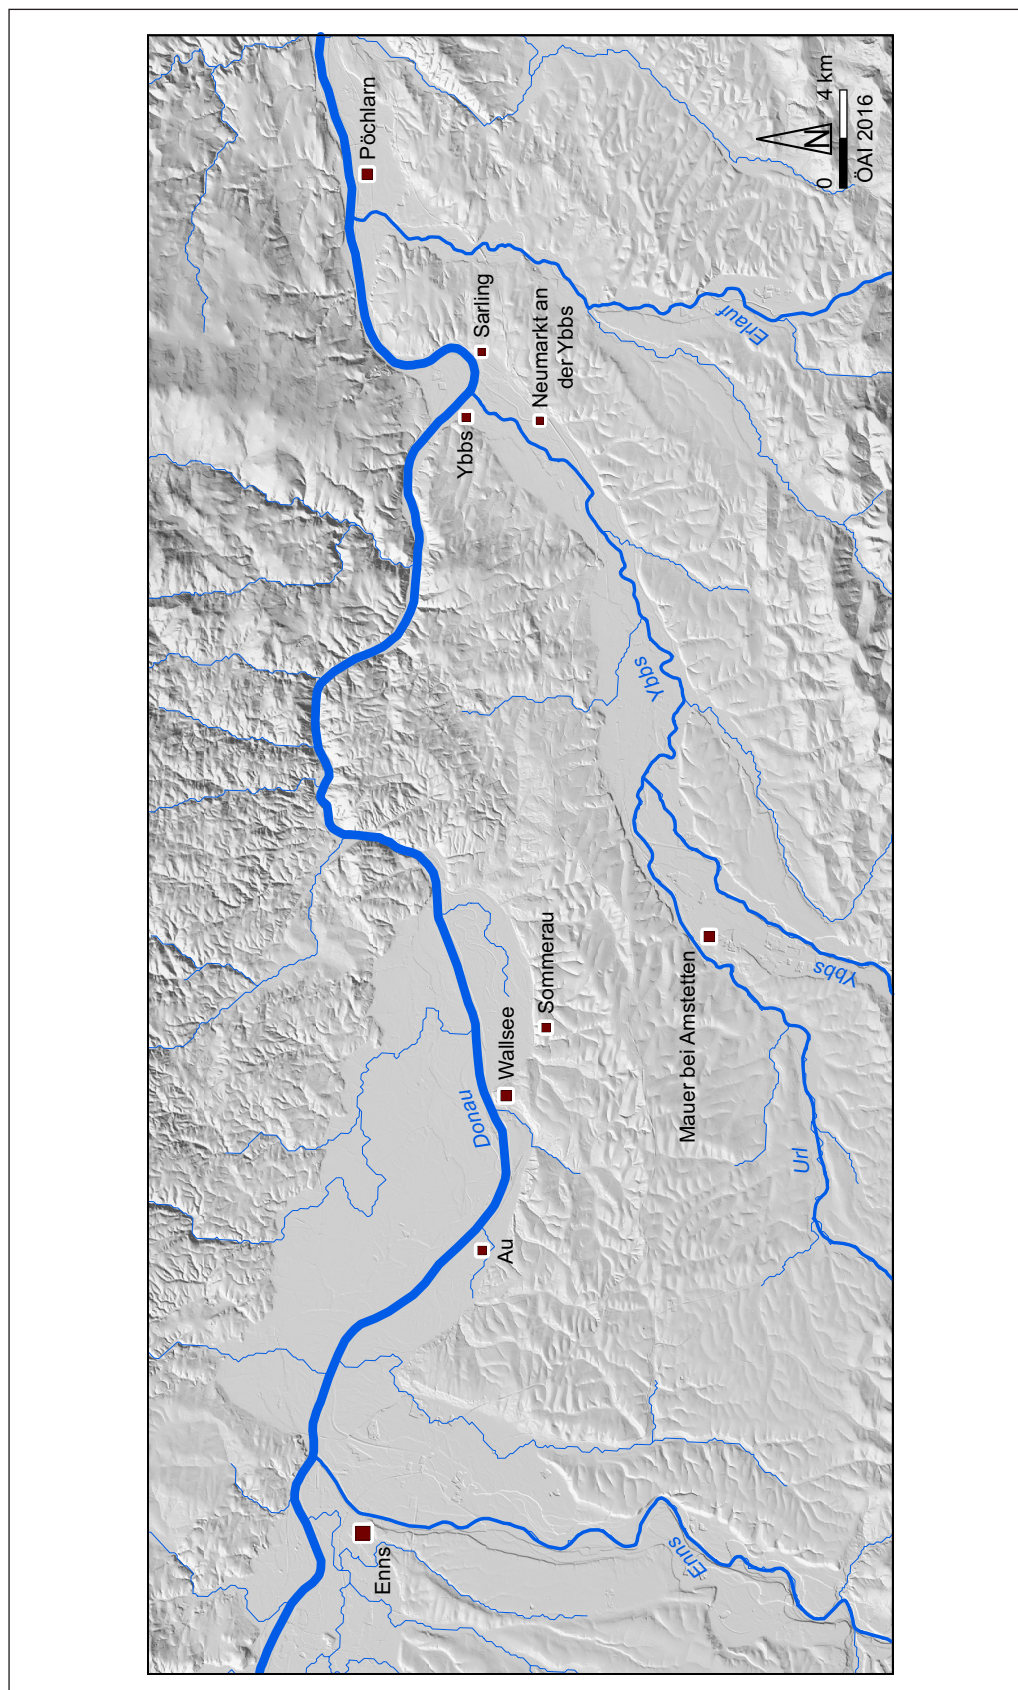 Enns
Enns
Au
Donau
Wallsee
Sommerau
Mauer bei Amstetten
Url
Ybbs
Ybbs
Ybbs
Sarling
Neumarkt an
der Ybbs
Erlauf
Pöchlarn
N
0 4 km
ÖAI 2016